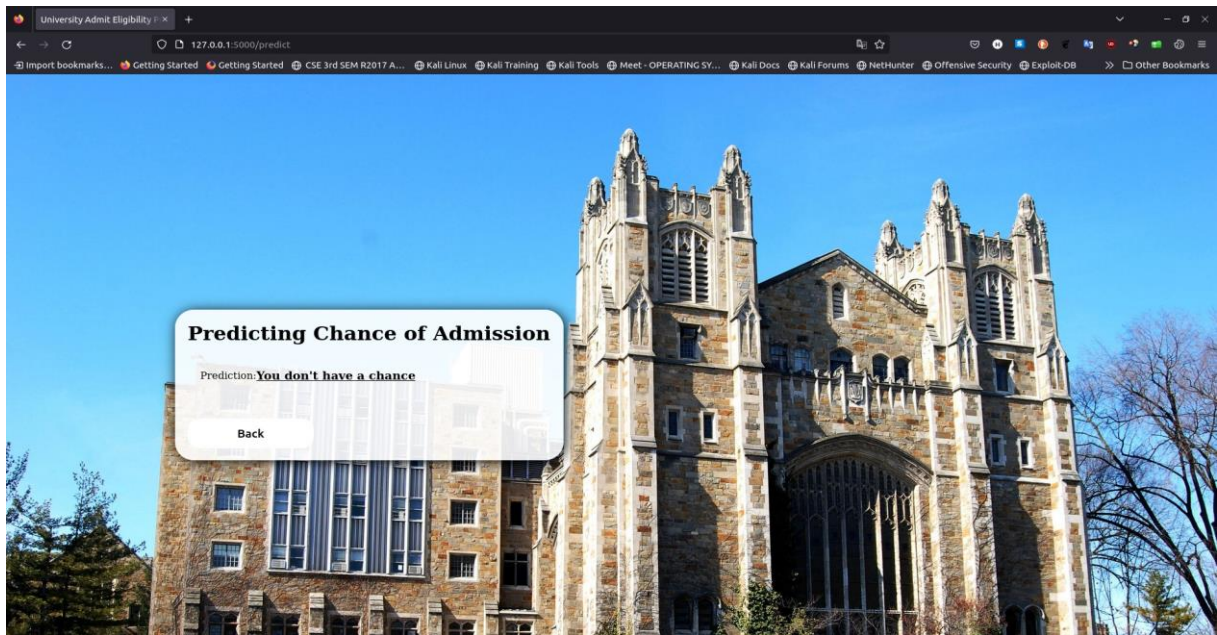 University Admit Eligibility P
127.0.0.1:5000/predict
Import bookmarks... Getting Started Getting Started CSE 3rd SEM R2017 A... Kali Linux Kali Training Kali Tools Meet - OPERATING SY... Kali Docs Kali Forums NetHunter Offensive Security Exploit-DB Other Bookmarks
Predicting Chance of Admission
Prediction:You don't have a chance
Back